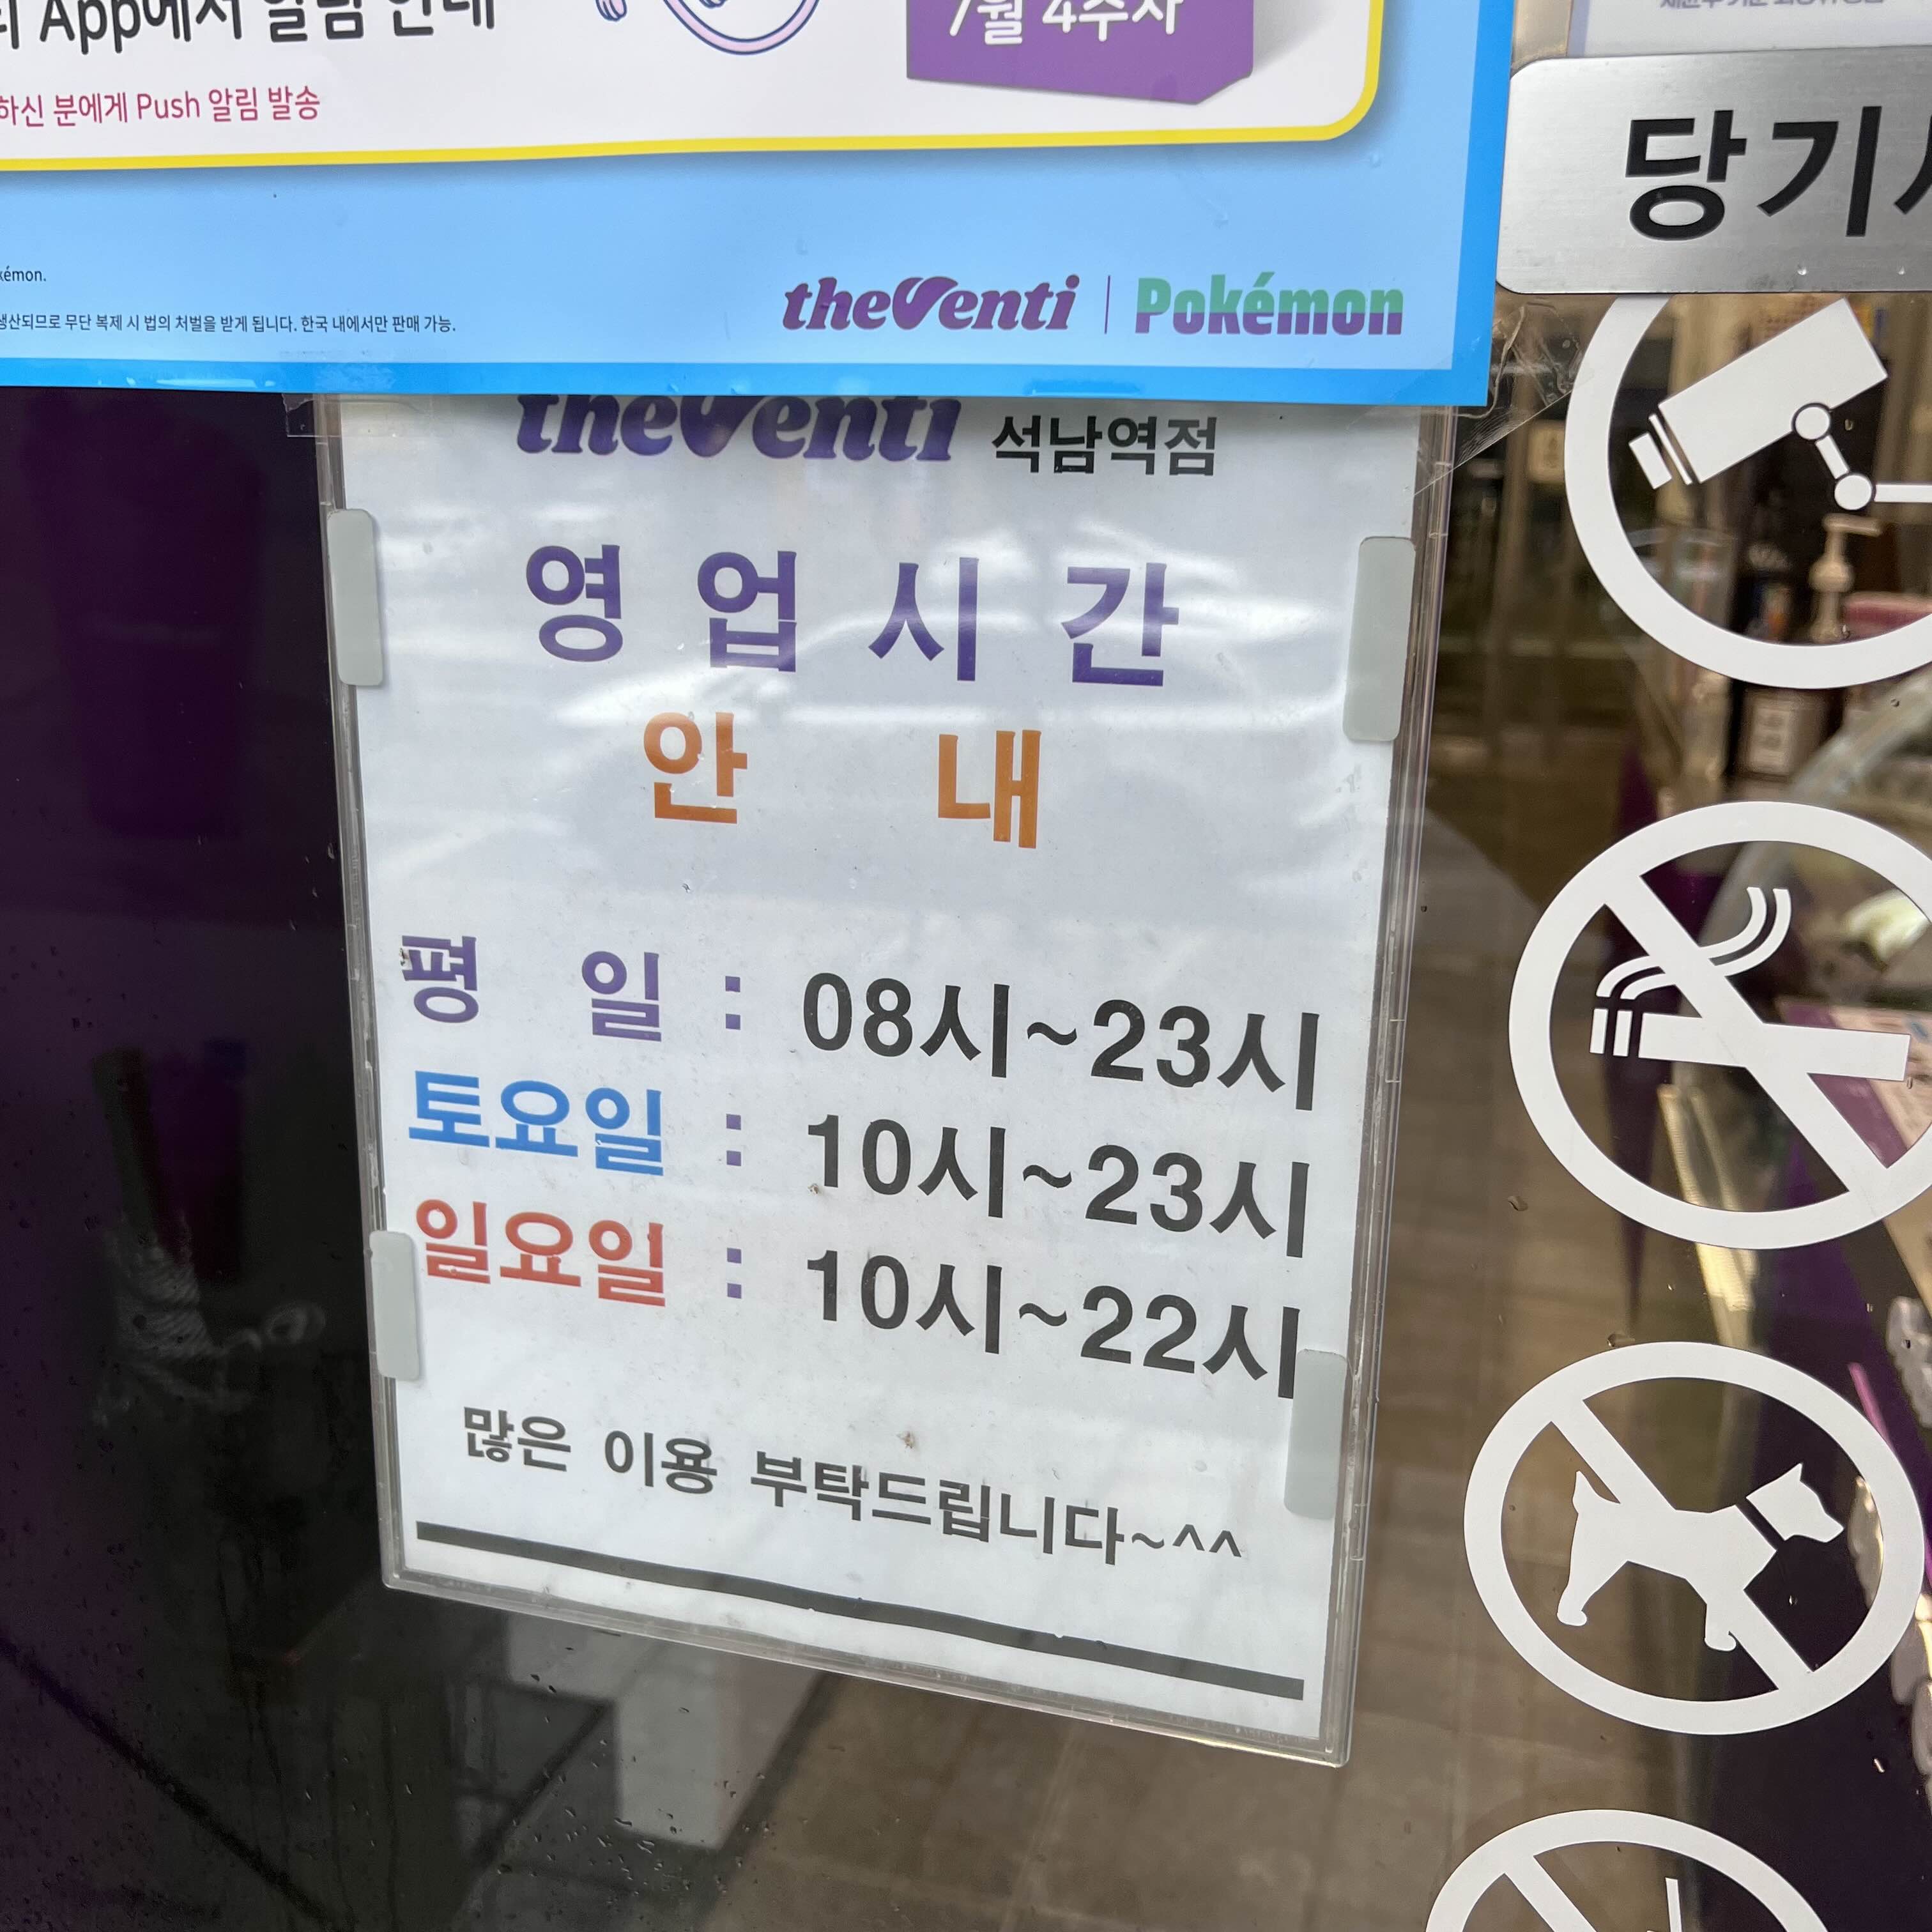 App에서 알림 안내
7월 4주차
하신 분에게 Push 알림 발송
당기
kémon.
생산되므로 무단 복제 시 법의 처벌을 받게 됩니다. 한국 내에서만 판매 가능.
theVenti | Pokémon
theVenti 석남역점
영 업 시 간
안 내
평 일 : 08시~23시
토요일 : 10시~23시
일요일 : 10시~22시
많은 이용 부탁드립니다~^^